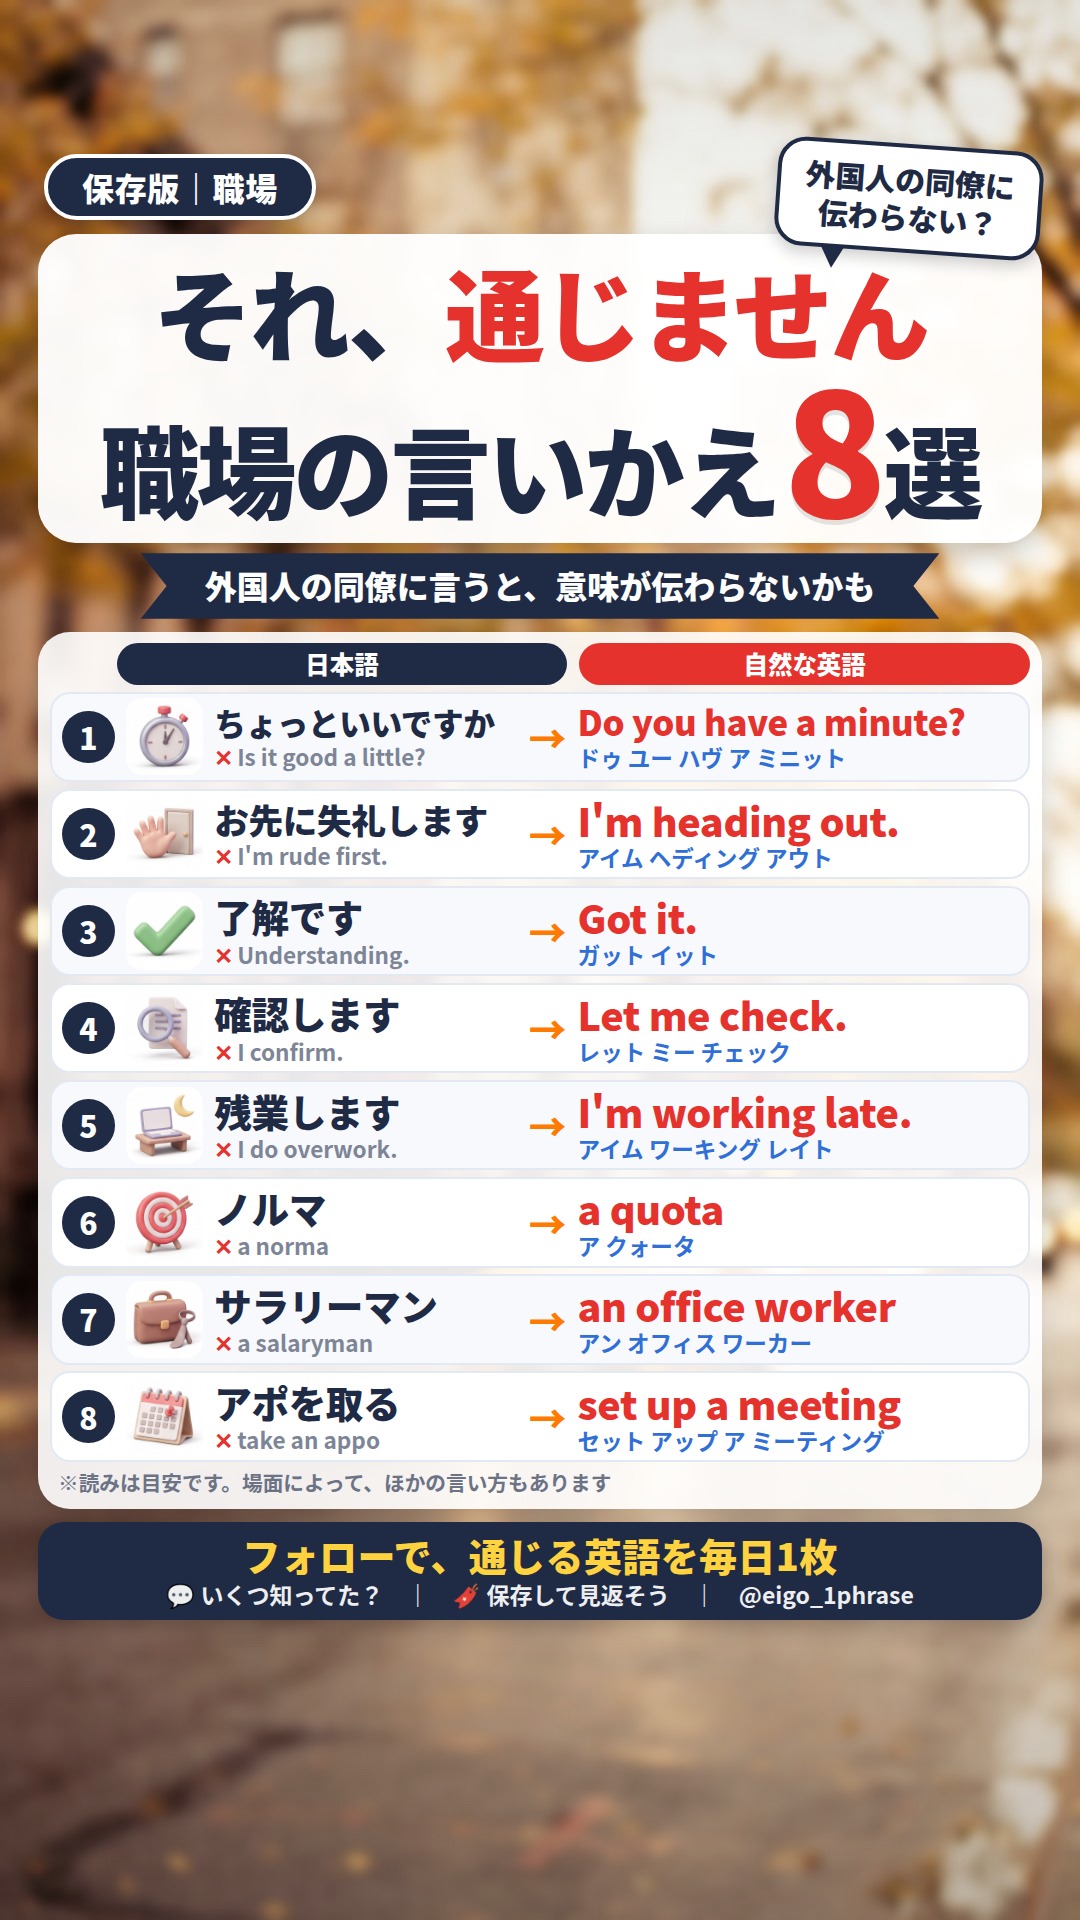 保存版｜職場
外国人の同僚に
伝わらない？
それ、通じません
職場の言いかえ8選
外国人の同僚に言うと、意味が伝わらないかも
日本語
自然な英語
1
ちょっといいですか
× Is it good a little?
→
Do you have a minute?
ドゥ ユー ハヴ ア ミニット
2
お先に失礼します
× I'm rude first.
→
I'm heading out.
アイム ヘディング アウト
3
了解です
× Understanding.
→
Got it.
ガット イット
4
確認します
× I confirm.
→
Let me check.
レット ミー チェック
5
残業します
× I do overwork.
→
I'm working late.
アイム ワーキング レイト
6
ノルマ
× a norma
→
a quota
ア クォータ
7
サラリーマン
× a salaryman
→
an office worker
アン オフィス ワーカー
8
アポを取る
× take an appo
→
set up a meeting
セット アップ ア ミーティング
※読みは目安です。場面によって、ほかの言い方もあります
フォローで、通じる英語を毎日1枚
💬 いくつ知ってた？ ｜ 🔖 保存して見返そう ｜ @eigo_1phrase